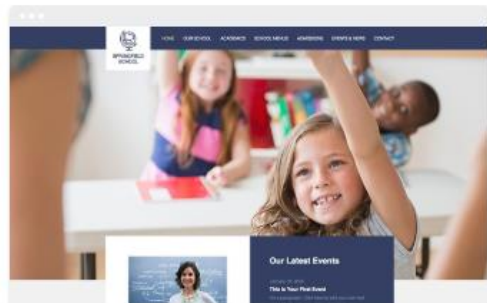 HOME OUR SCHOOL ACADEMICS SCHOOL MENUS ADMISSIONS EVENTS & NEWS CONTACT
SPRINGFIELD
SCHOOL
Our Latest Events
This is Your First Event